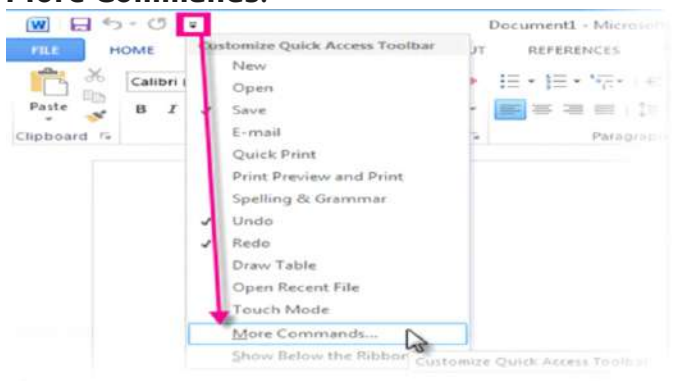 More Commends.
Document1 - Microsoft
FILE HOME REFERENCES
Customize Quick Access Toolbar
New
Open
Calibri
Save
Paste B I
E-mail
Clipboard Paragraph
Quick Print
Print Preview and Print
Spelling & Grammar
Undo
Redo
Draw Table
Open Recent File
Touch Mode
More Commands...
Show Below the Ribbon
Customize Quick Access Toolbar